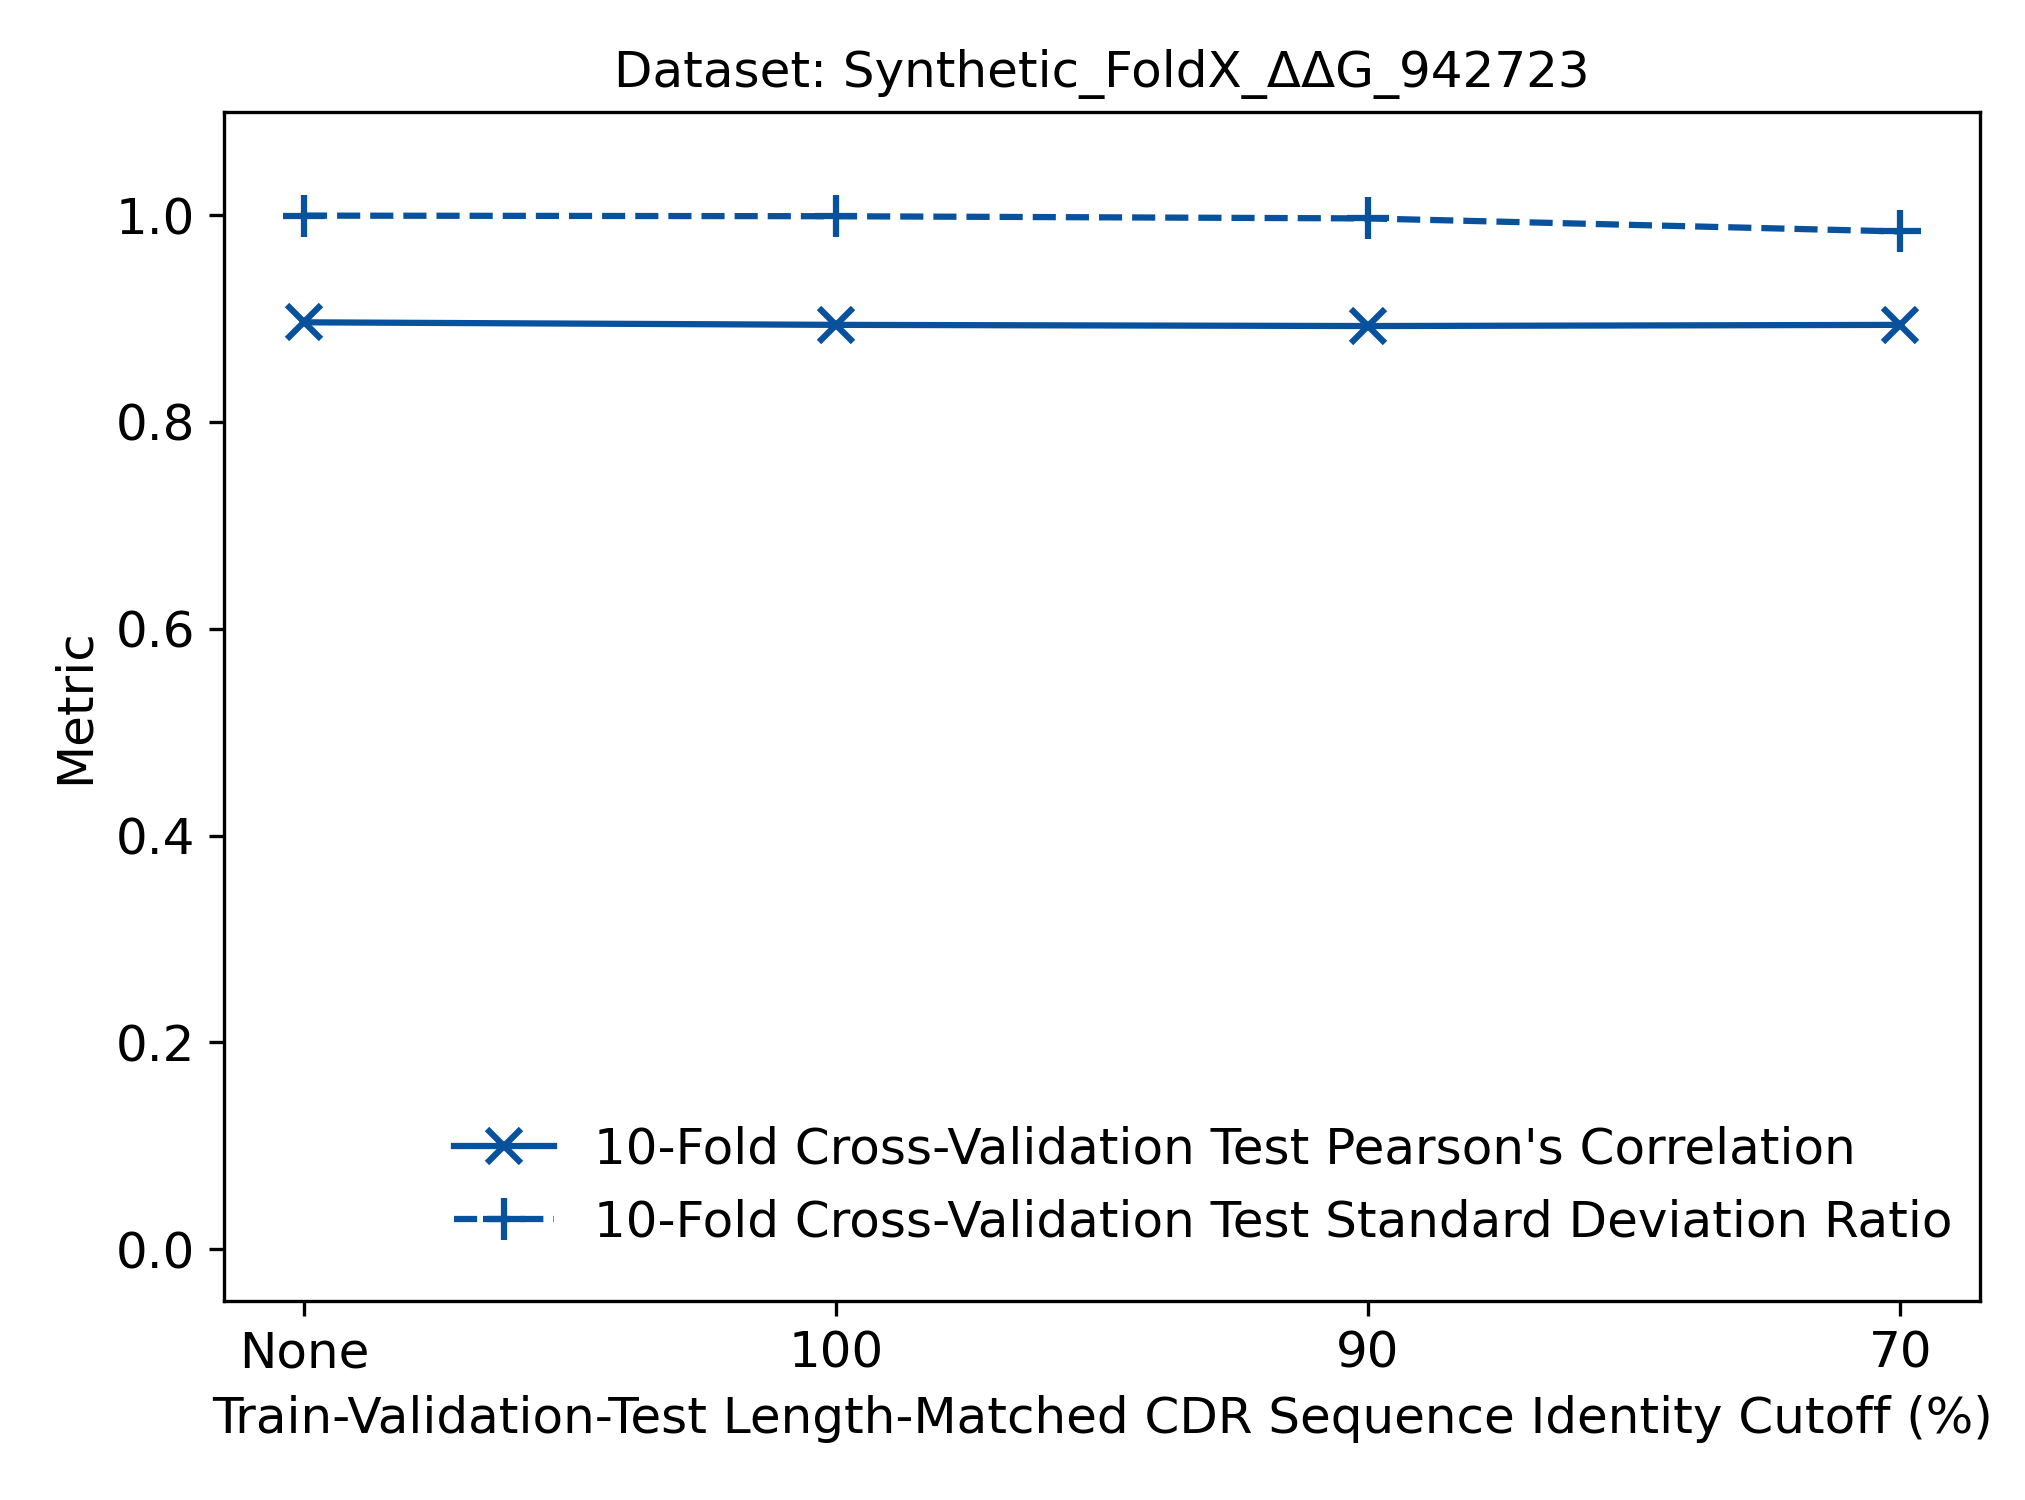 Dataset: Synthetic_FoldX_ΔΔG_942723
Metric
1.0
0.8
0.6
0.4
0.2
0.0
10-Fold Cross-Validation Test Pearson's Correlation
10-Fold Cross-Validation Test Standard Deviation Ratio
None 100 90 70
Train-Validation-Test Length-Matched CDR Sequence Identity Cutoff (%)